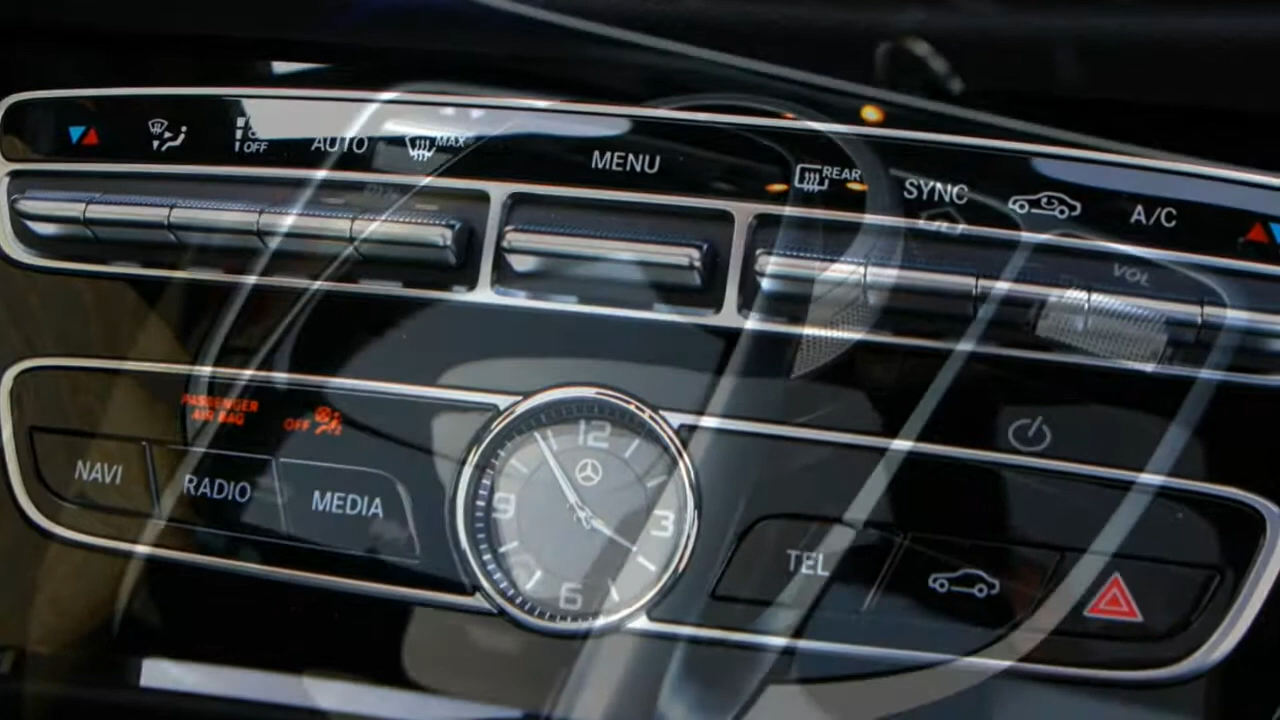 OFF
AUTO
MAX
MENU
REAR
SYNC
A/C
VOL
PASSENGER
AIR BAG
OFF
NAVI
RADIO
MEDIA
12
9
3
6
TEL